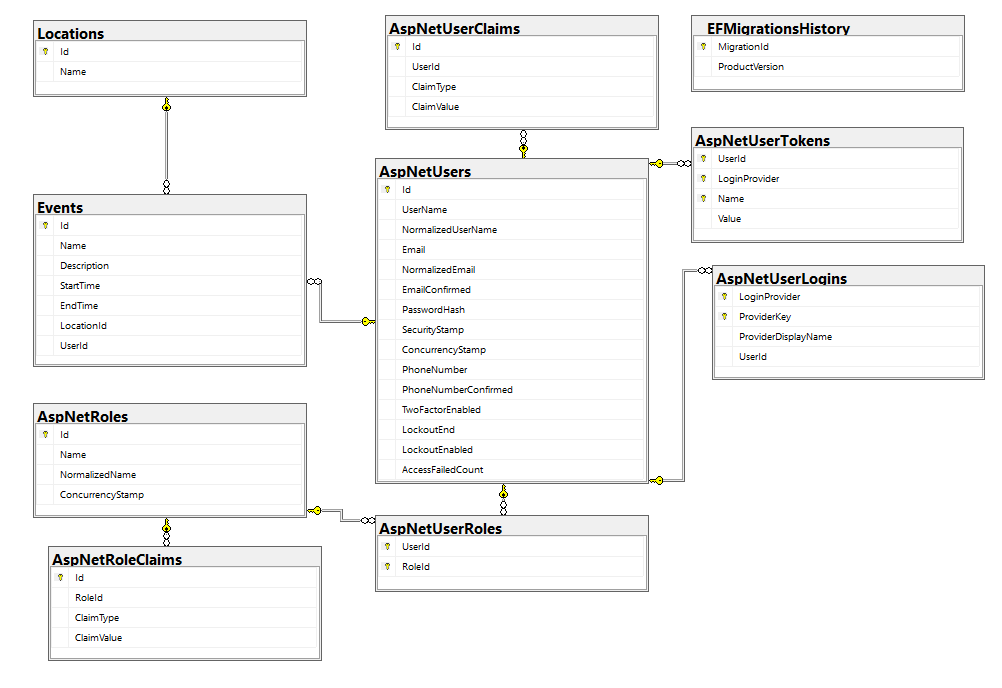 Locations
Id
Name
AspNetUserClaims
Id
UserId
ClaimType
ClaimValue
EFMigrationsHistory
MigrationId
ProductVersion
AspNetUserTokens
UserId
LoginProvider
Name
Value
Events
Id
Name
Description
StartTime
EndTime
LocationId
UserId
AspNetUsers
Id
UserName
NormalizedUserName
Email
NormalizedEmail
EmailConfirmed
PasswordHash
SecurityStamp
ConcurrencyStamp
PhoneNumber
PhoneNumberConfirmed
TwoFactorEnabled
LockoutEnd
LockoutEnabled
AccessFailedCount
AspNetUserLogins
LoginProvider
ProviderKey
ProviderDisplayName
UserId
AspNetRoles
Id
Name
NormalizedName
ConcurrencyStamp
AspNetUserRoles
UserId
RoleId
AspNetRoleClaims
Id
RoleId
ClaimType
ClaimValue